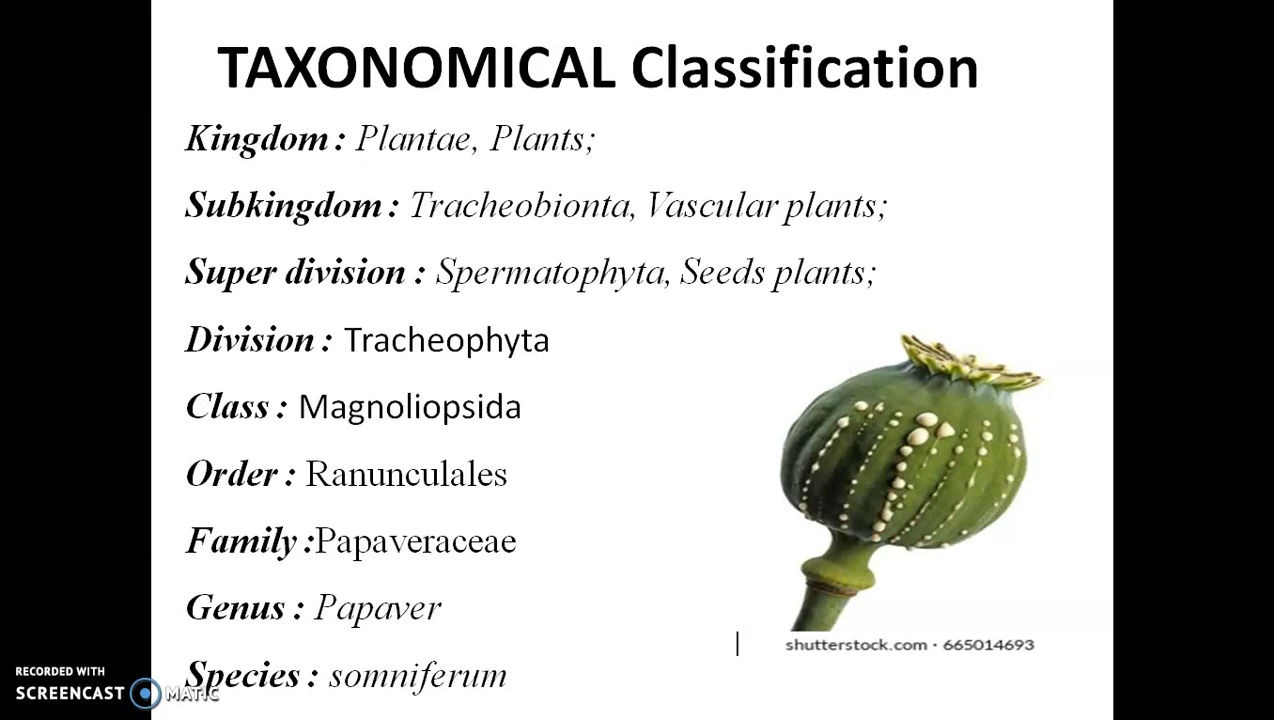 TAXONOMICAL Classification
Kingdom : Plantae, Plants;
Subkingdom : Tracheobionta, Vascular plants;
Super division : Spermatophyta, Seeds plants;
Division : Tracheophyta
Class : Magnoliopsida
Order : Ranunculales
Family :Papaveraceae
Genus : Papaver
shutterstock.com · 665014693
Species : somniferum
RECORDED WITH
SCREENCAST MATIC